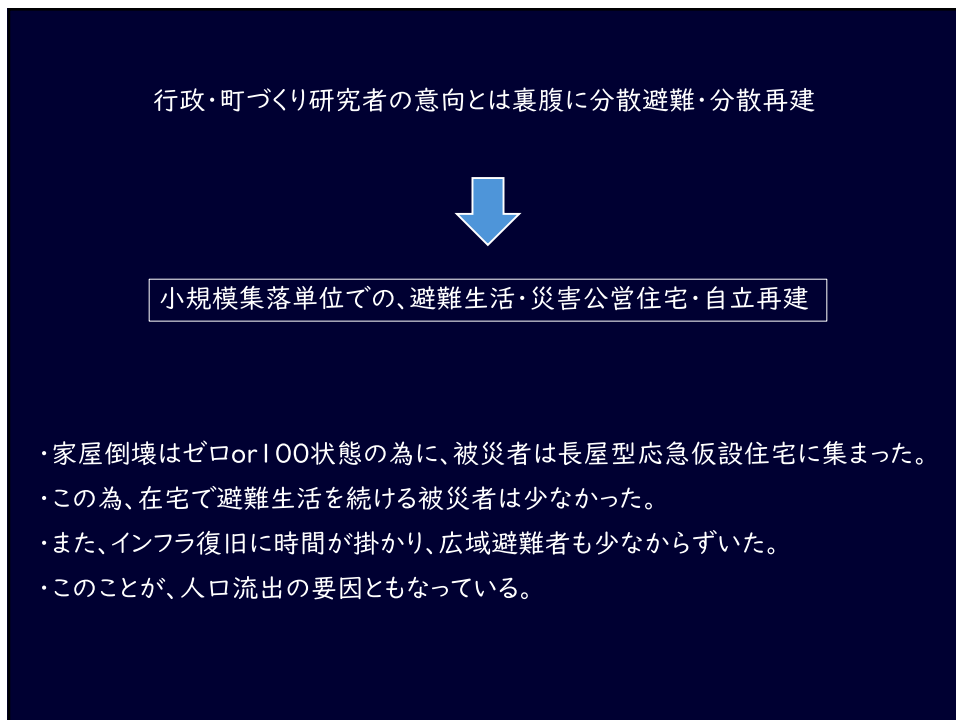 行政・町づくり研究者の意向とは裏腹に分散避難・分散再建
小規模集落単位での、避難生活・災害公営住宅・自立再建
・家屋倒壊はゼロor100状態の為に、被災者は長屋型応急仮設住宅に集まった。
・この為、在宅で避難生活を続ける被災者は少なかった。
・また、インフラ復旧に時間が掛かり、広域避難者も少なからずいた。
・このことが、人口流出の要因ともなっている。